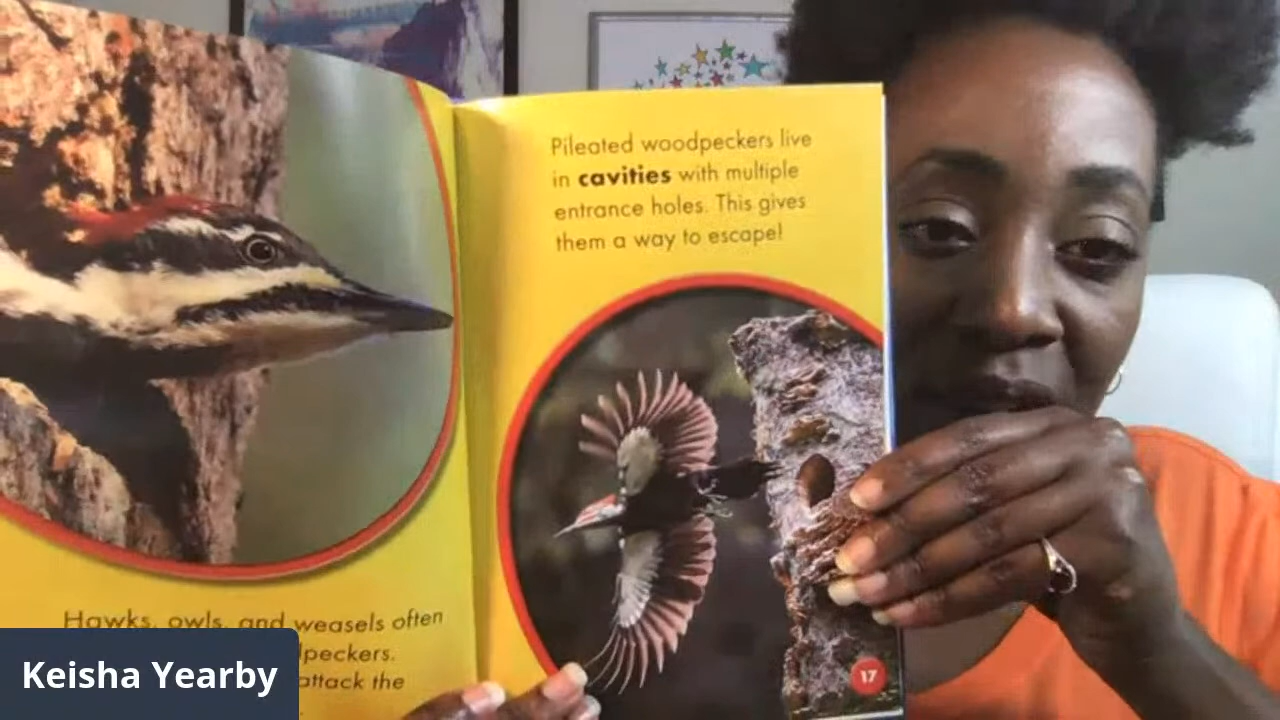 Hawks, owls, and weasels often
lpeckers.
attack the
Pileated woodpeckers live
in cavities with multiple
entrance holes. This gives
them a way to escape!
17
Keisha Yearby